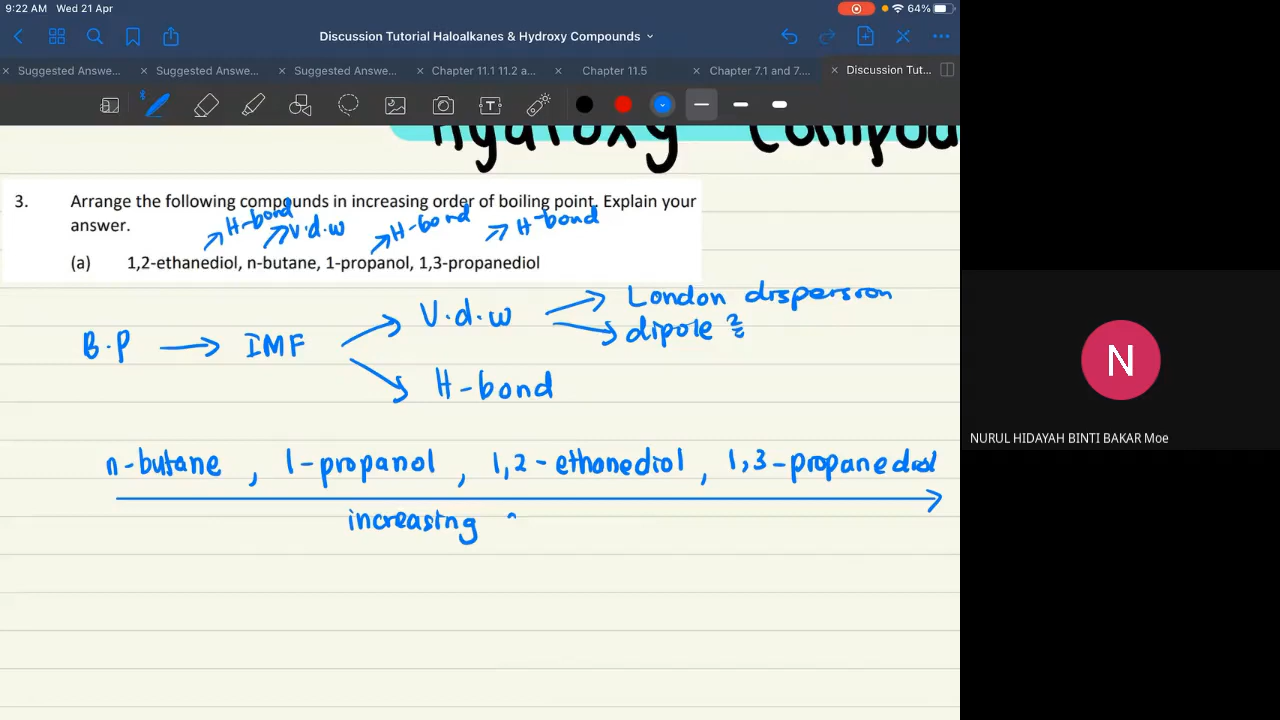 9:22 AM Wed 21 Apr
64%
Discussion Tutorial Haloalkanes & Hydroxy Compounds
Suggested Answe...
Suggested Answe...
Suggested Answe...
Chapter 11.1 11.2 a...
Chapter 11.5
Chapter 7.1 and 7....
Discussion Tut...
Hydroxy Compou
3. Arrange the following compounds in increasing order of boiling point. Explain your
answer.
H-bond
V.d.w
H-bond
H-bond
(a) 1,2-ethanediol, n-butane, 1-propanol, 1,3-propanediol
B.P → IMF
V.d.w
London dispersion
dipole
H-bond
n-butane , 1-propanol , 1,2-ethonediol , 1,3-propanediol
increasing
N
NURUL HIDAYAH BINTI BAKAR Moe